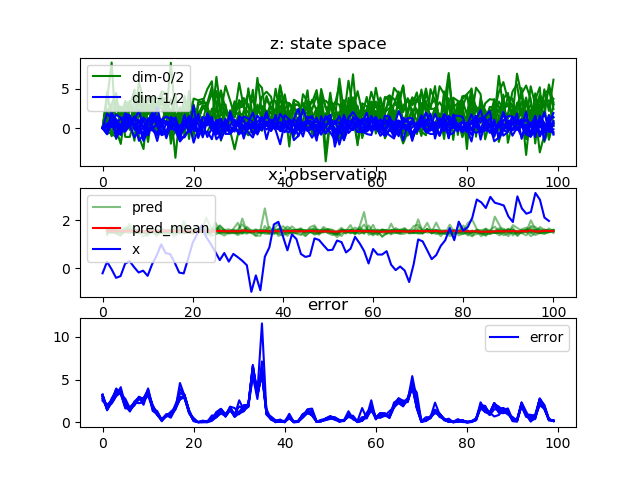 z: state space
dim-0/2
dim-1/2
5
0
0 20 40 60 80 100
x: observation
pred
pred_mean
x
2
0
0 20 40 60 80 100
error
error
10
5
0
0 20 40 60 80 100